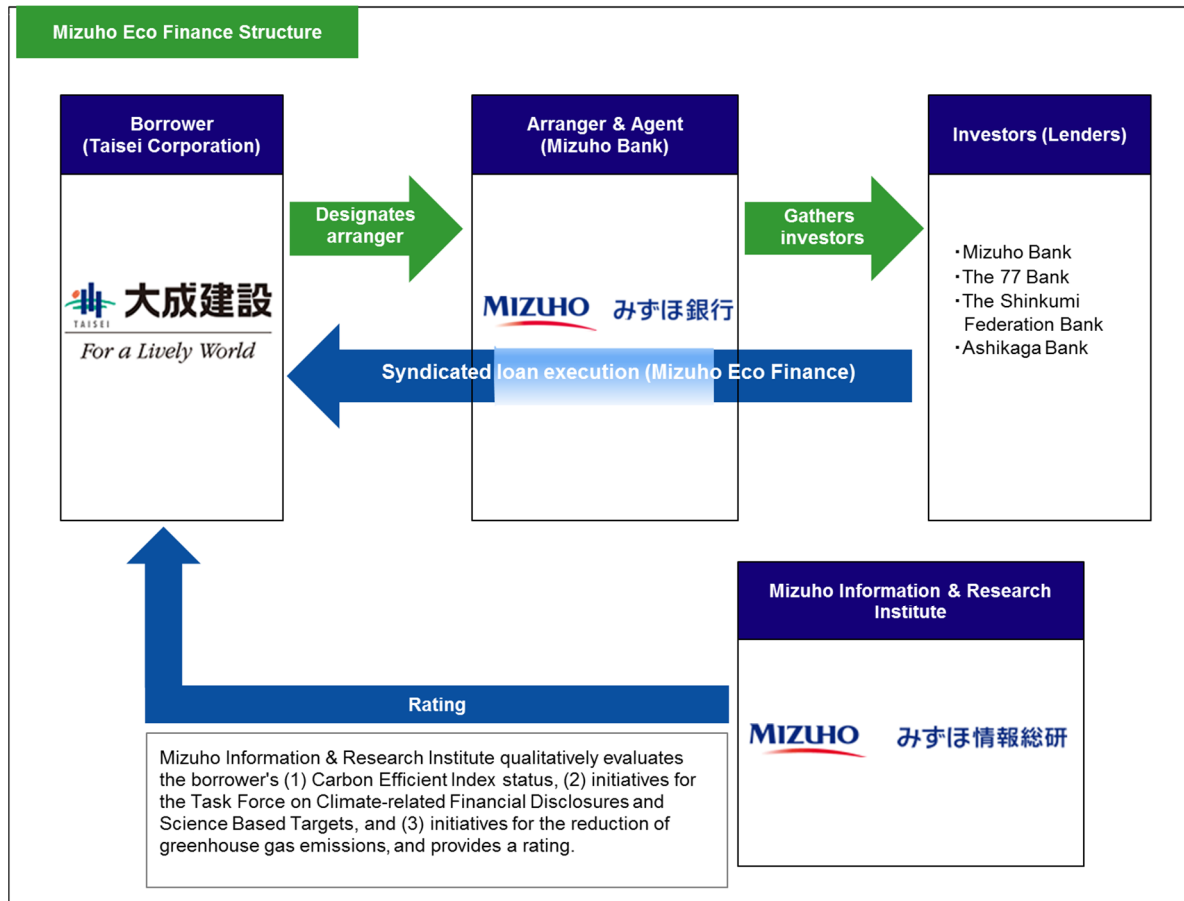 Mizuho Eco Finance Structure
Borrower
(Taisei Corporation)
Arranger & Agent
(Mizuho Bank)
Investors (Lenders)
Designates
arranger
Gathers
investors
TAISEI
大成建設
For a Lively World
MIZUHO みずほ銀行
・Mizuho Bank
・The 77 Bank
・The Shinkumi
Federation Bank
・Ashikaga Bank
Syndicated loan execution (Mizuho Eco Finance)
Mizuho Information & Research
Institute
Rating
MIZUHO みずほ情報総研
Mizuho Information & Research Institute qualitatively evaluates
the borrower's (1) Carbon Efficient Index status, (2) initiatives for
the Task Force on Climate-related Financial Disclosures and
Science Based Targets, and (3) initiatives for the reduction of
greenhouse gas emissions, and provides a rating.